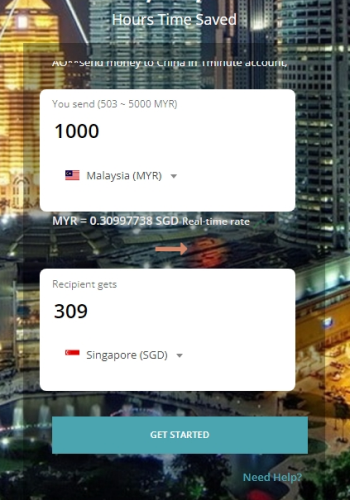 Hours Time Saved
AO**send money to China in 1minute account.
You send (503 ~ 5000 MYR)
1000
Malaysia (MYR)
MYR = 0.30997738 SGD Real-time rate
Recipient gets
309
Singapore (SGD)
GET STARTED
Need Help?